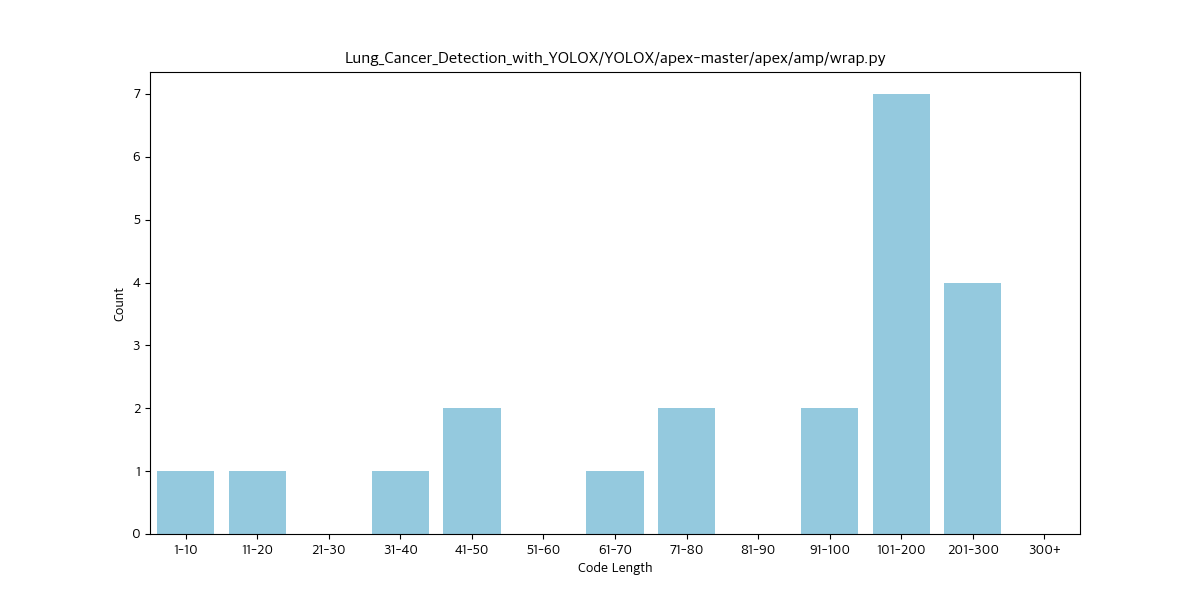 Lung_Cancer_Detection_with_YOLOX/YOLOX/apex-master/apex/amp/wrap.py
7
6
5
4
3
2
1
0
Count
1-10 11-20 21-30 31-40 41-50 51-60 61-70 71-80 81-90 91-100 101-200 201-300 300+
Code Length